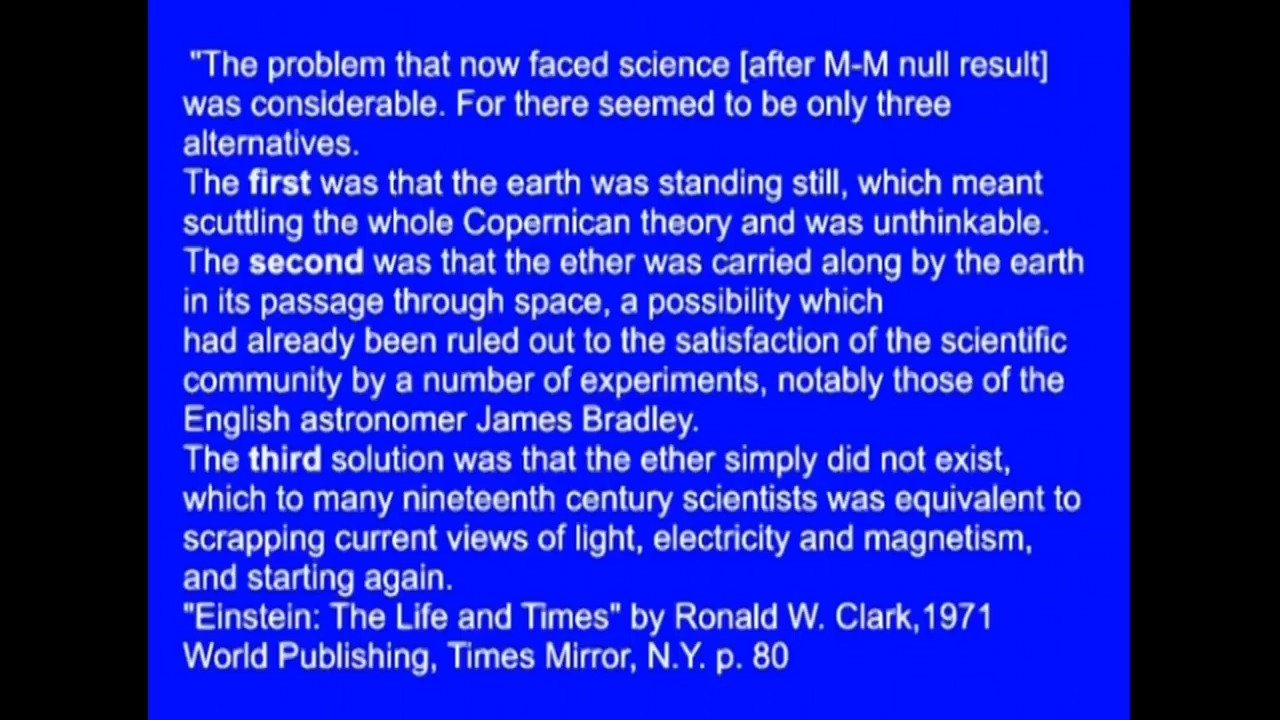 "The problem that now faced science [after M-M null result]
was considerable. For there seemed to be only three
alternatives.
The first was that the earth was standing still, which meant
scuttling the whole Copernican theory and was unthinkable.
The second was that the ether was carried along by the earth
in its passage through space, a possibility which
had already been ruled out to the satisfaction of the scientific
community by a number of experiments, notably those of the
English astronomer James Bradley.
The third solution was that the ether simply did not exist,
which to many nineteenth century scientists was equivalent to
scrapping current views of light, electricity and magnetism,
and starting again.
"Einstein: The Life and Times" by Ronald W. Clark,1971
World Publishing, Times Mirror, N.Y. p. 80